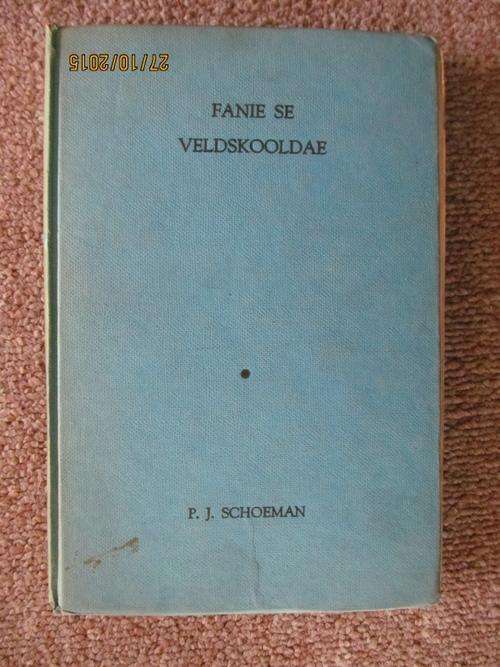 27/10/2015
FANIE SE
VELDSKOOLDAE
P. J. SCHOEMAN